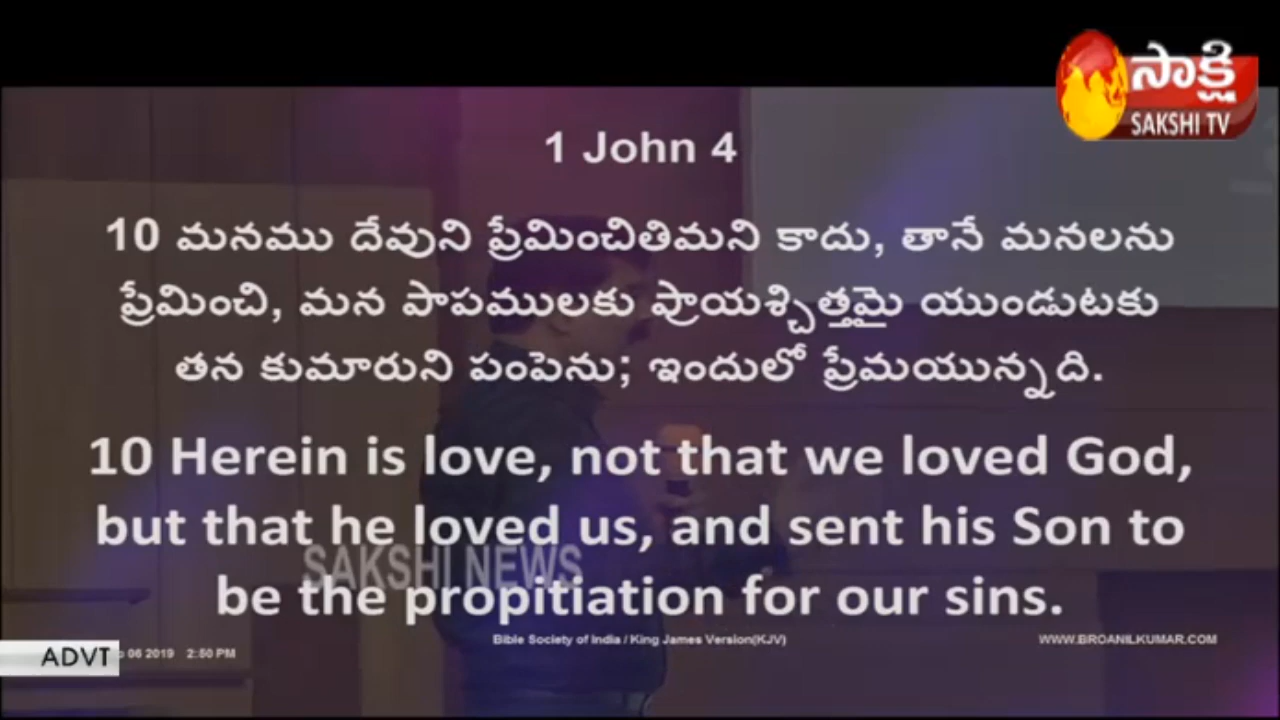 సాక్షి
SAKSHI TV
1 John 4
10 మనము దేవుని ప్రేమించితిమని కాదు, తానే మనలను
ప్రేమించి, మన పాపములకు ప్రాయశ్చిత్తమై యుండుటకు
తన కుమారుని పంపెను; ఇందులో ప్రేమయున్నది.
10 Herein is love, not that we loved God,
but that he loved us, and sent his Son to
SAKSHI NEWS
be the propitiation for our sins.
Bible Society of India / King James Version(KJV)
WWW.BROANILKUMAR.COM
ADVT 06 2019 2:50 PM